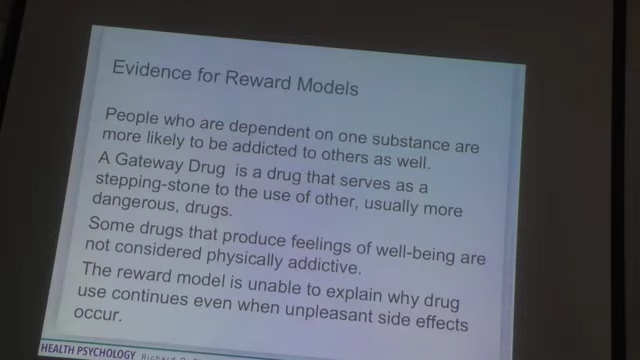 Evidence for Reward Models
People who are dependent on one substance are
more likely to be addicted to others as well.
A Gateway Drug is a drug that serves as a
stepping-stone to the use of other, usually more
dangerous, drugs.
Some drugs that produce feelings of well-being are
not considered physically addictive.
The reward model is unable to explain why drug
use continues even when unpleasant side effects
occur.
HEALTH PSYCHOLOGY Richard